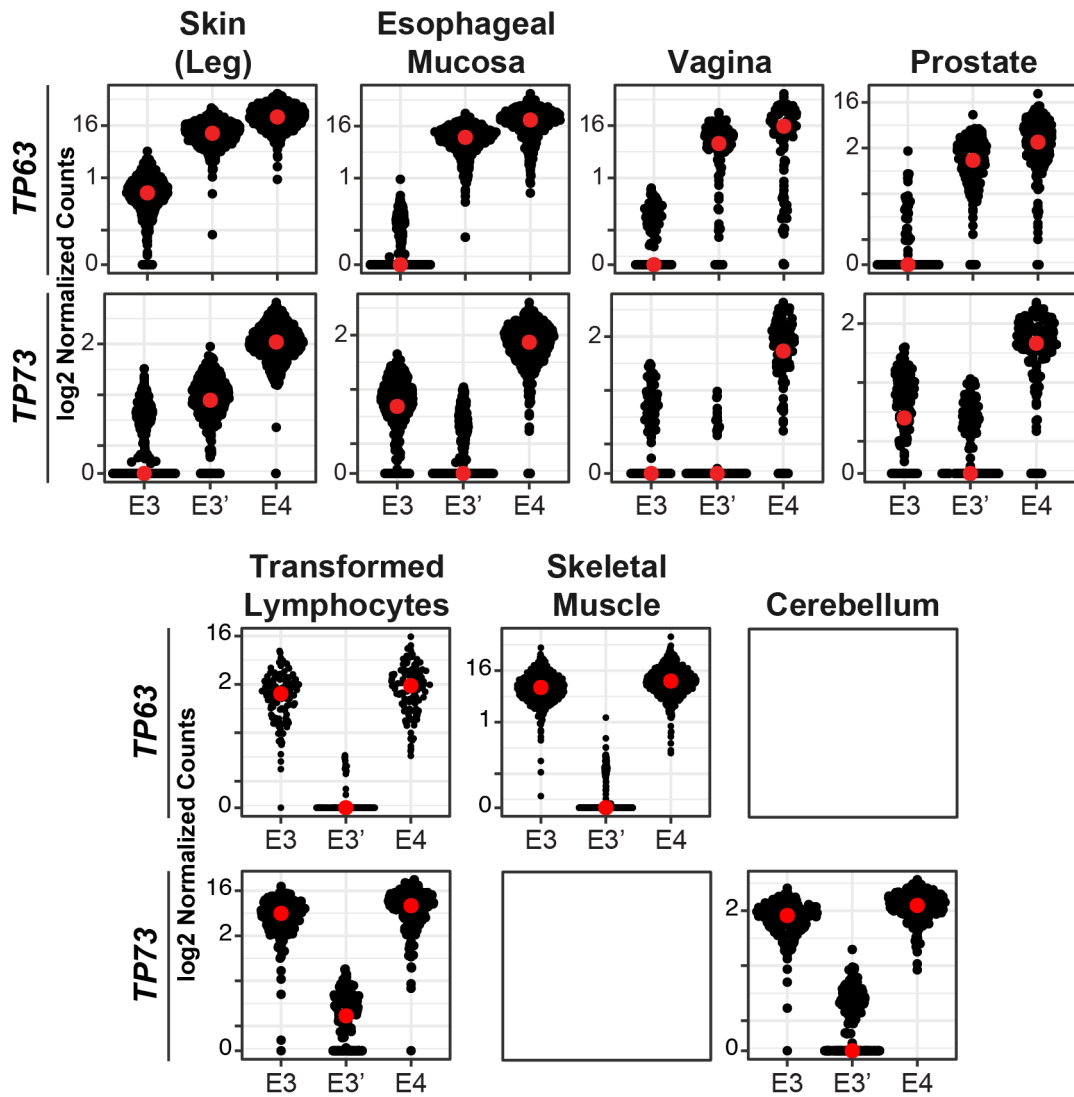 Skin
(Leg)
Esophageal
Mucosa
Vagina
Prostate
TP63
log2 Normalized Counts
16
1
0
16
1
0
16
1
0
16
2
0
TP73
2
0
2
0
2
0
2
0
E3 E3’ E4
E3 E3’ E4
E3 E3’ E4
E3 E3’ E4
Transformed
Lymphocytes
Skeletal
Muscle
Cerebellum
TP63
log2 Normalized Counts
16
2
0
16
1
0
E3 E3’ E4
E3 E3’ E4
TP73
16
2
0
2
0
E3 E3’ E4
E3 E3’ E4